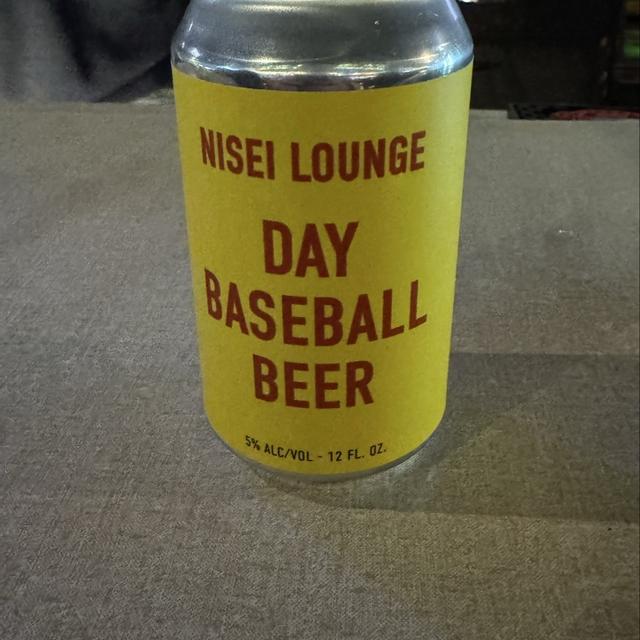 NISEI LOUNGE
DAY
BASEBALL
BEER
5% ALC/VOL - 12 FL. OZ.